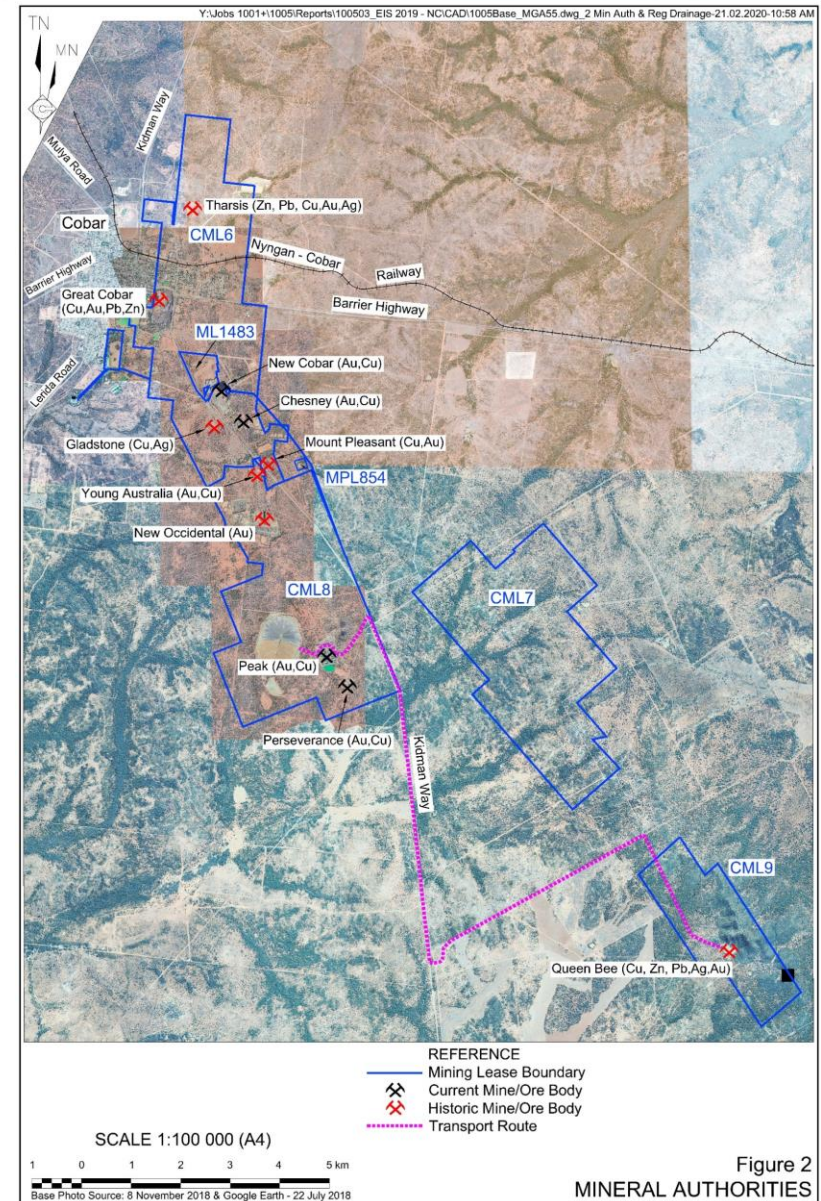 Y:\Jobs 1001+\1005\Reports\100503_EIS 2019 - NC\CAD\1005Base_MGA55.dwg_2 Min Auth & Reg Drainage-21.02.2020-10:58 AM
TN
MN
Kidman Way
Mulya Road
Tharsis (Zn, Pb, Cu,Au,Ag)
Cobar
CML6
Nyngan - Cobar
Railway
Barrier Highway
Barrier Highway
Great Cobar
(Cu,Au,Pb,Zn)
ML1483
New Cobar (Au,Cu)
Lerida Road
Chesney (Au,Cu)
Gladstone (Cu,Ag)
Mount Pleasant (Cu,Au)
MPL854
Young Australia (Au,Cu)
New Occidental (Au)
CML8
CML7
Peak (Au,Cu)
Perseverance (Au,Cu)
Kidman Way
CML9
Queen Bee (Cu, Zn, Pb,Ag,Au)
REFERENCE
Mining Lease Boundary
Current Mine/Ore Body
Historic Mine/Ore Body
Transport Route
SCALE 1:100 000 (A4)
1 0 1 2 3 4 5 km
Base Photo Source: 8 November 2018 & Google Earth - 22 July 2018
Figure 2
MINERAL AUTHORITIES